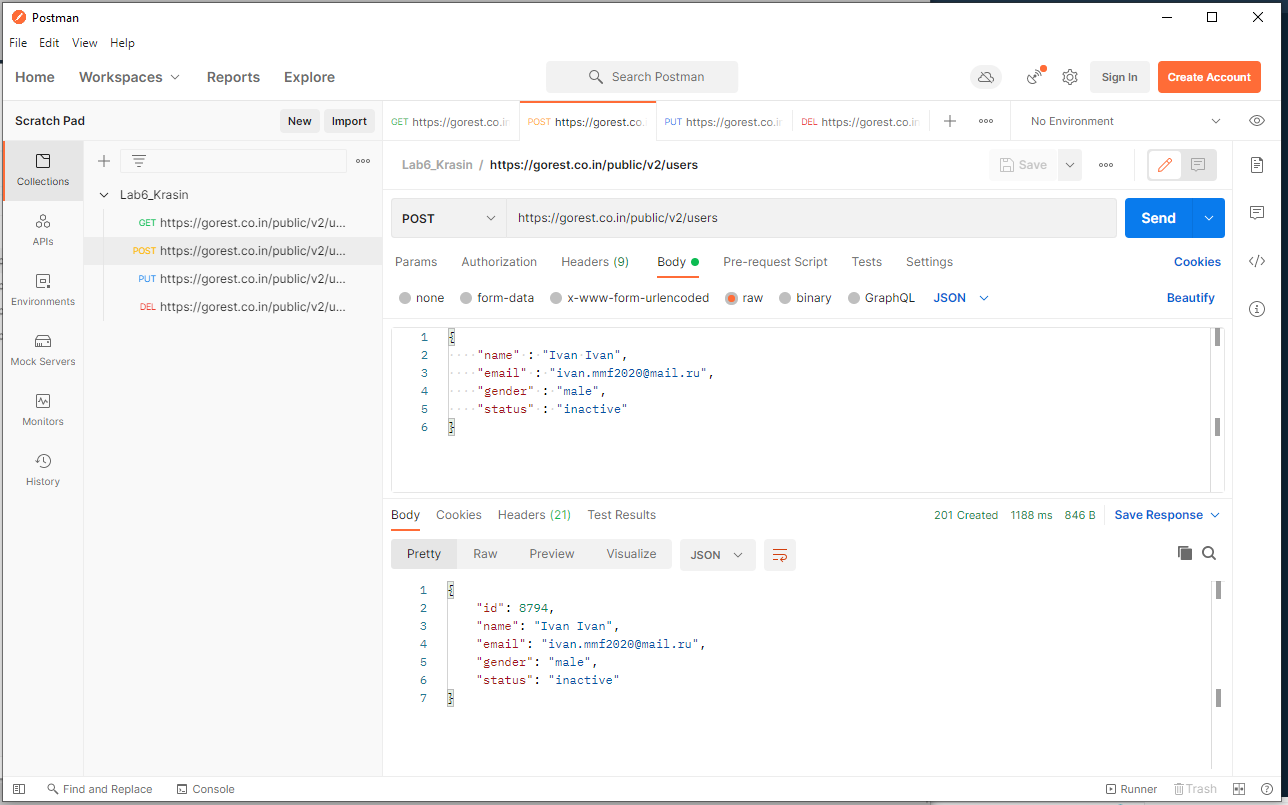 Postman
File Edit View Help
Home Workspaces Reports Explore Search Postman Sign In Create Account
Scratch Pad New Import
GET https://gorest.co.in POST https://gorest.co. PUT https://gorest.co.in DEL https://gorest.co.in No Environment
Collections
APIs
Environments
Mock Servers
Monitors
History
Lab6_Krasin
GET https://gorest.co.in/public/v2/u...
POST https://gorest.co.in/public/v2/u...
PUT https://gorest.co.in/public/v2/u...
DEL https://gorest.co.in/public/v2/u...
Lab6_Krasin / https://gorest.co.in/public/v2/users Save
POST https://gorest.co.in/public/v2/users Send
Params Authorization Headers (9) Body Pre-request Script Tests Settings Cookies
none form-data x-www-form-urlencoded raw binary GraphQL JSON Beautify
1 {
2 "name" : "Ivan Ivan",
3 "email" : "ivan.mmf2020@mail.ru",
4 "gender" : "male",
5 "status" : "inactive"
6 }
Body Cookies Headers (21) Test Results 201 Created 1188 ms 846 B Save Response
Pretty Raw Preview Visualize JSON
1 {
2 "id": 8794,
3 "name": "Ivan Ivan",
4 "email": "ivan.mmf2020@mail.ru",
5 "gender": "male",
6 "status": "inactive"
7 }
Find and Replace Console Runner Trash